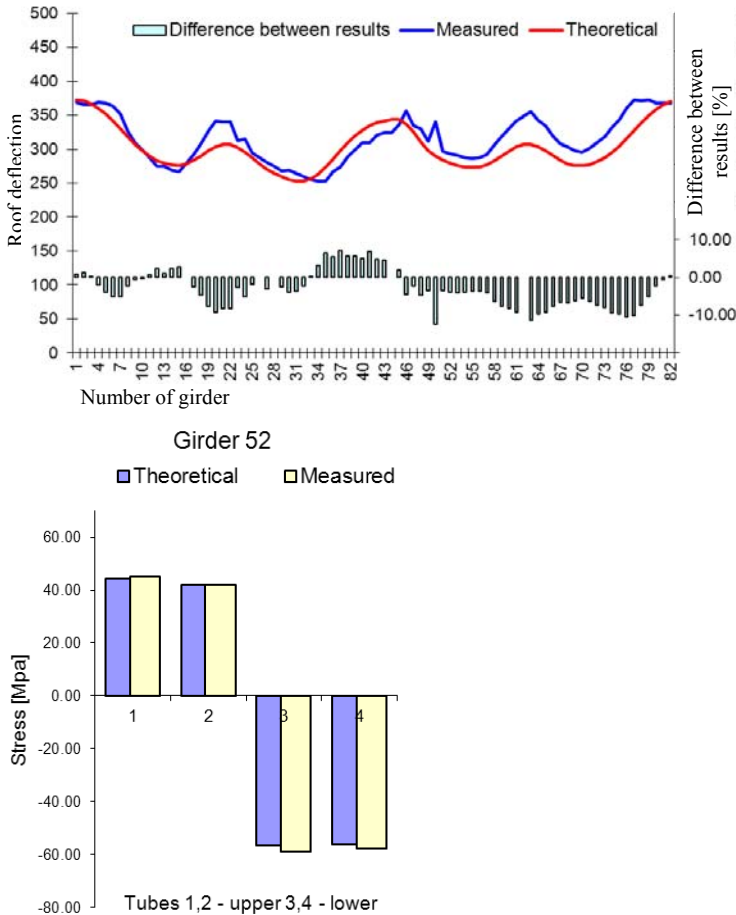 Difference between results Measured Theoretical
500
450
400
350
300
250
200
150
100
50
0
Roof deflection
10.00
0.00
-10.00
Difference between
results [%]
1 4 7 10 13 16 19 22 25 28 31 34 37 40 43 46 49 52 55 58 61 64 67 70 73 76 79 82
Number of girder
Girder 52
Theoretical Measured
60.00
40.00
20.00
0.00
-20.00
-40.00
-60.00
-80.00
Stress [Mpa]
1 2 3 4
Tubes 1,2 - upper 3,4 - lower